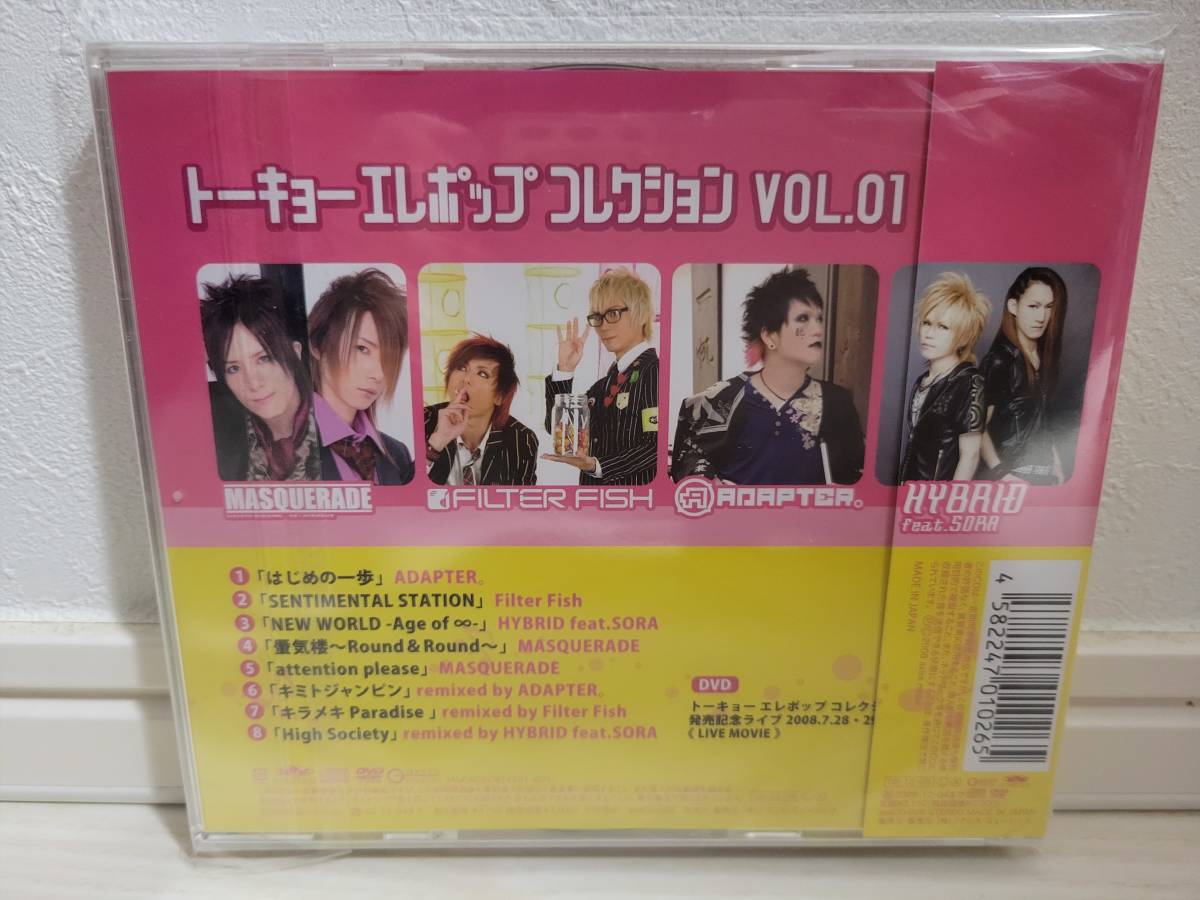 トーキョー エレポップ コレクション VOL.01
MASQUERADE
FILTER FISH
ADAPTER。
HYBRID
feat.SORA
1「はじめの一歩」ADAPTER。
2「SENTIMENTAL STATION」Filter Fish
3「NEW WORLD -Age of ∞-」HYBRID feat.SORA
4「蜃気楼〜Round & Round〜」MASQUERADE
5「attention please」MASQUERADE
6「キミトジャンピン」remixed by ADAPTER。
7「キラメキ Paradise 」remixed by Filter Fish
8「High Society」remixed by HYBRID feat.SORA
DVD
トーキョー エレポップ コレク
発売記念ライブ 2008.7.28・29
《 LIVE MOVIE 》
MADE IN JAPAN
4 582247 010265